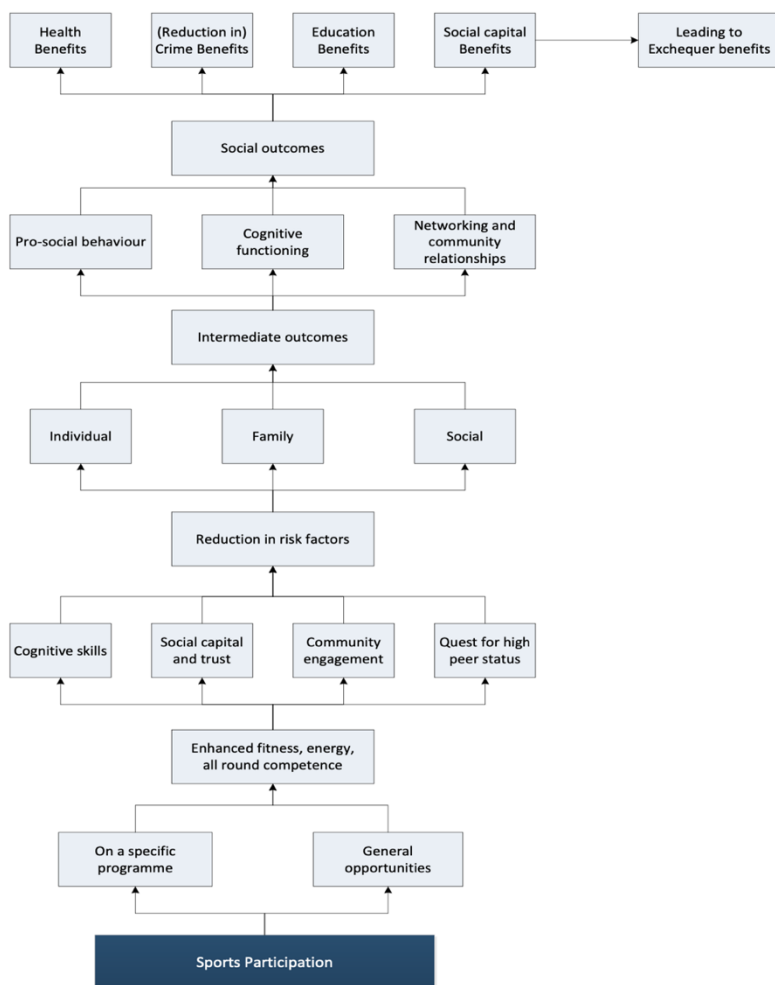 Health
Benefits
(Reduction in)
Crime Benefits
Education
Benefits
Social capital
Benefits
Leading to
Exchequer benefits
Social outcomes
Pro-social behaviour
Cognitive
functioning
Networking and
community
relationships
Intermediate outcomes
Individual
Family
Social
Reduction in risk factors
Cognitive skills
Social capital
and trust
Community
engagement
Quest for high
peer status
Enhanced fitness, energy,
all round competence
On a specific
programme
General
opportunities
Sports Participation